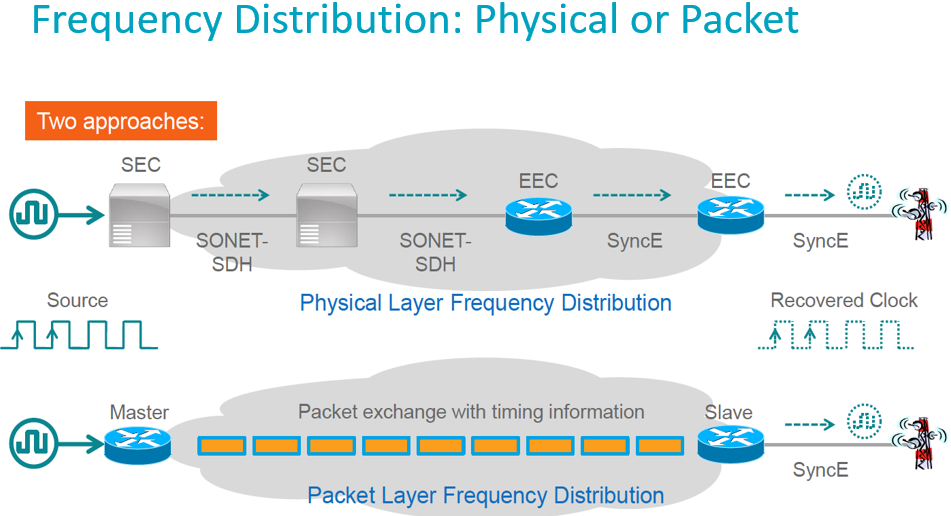 Frequency Distribution: Physical or Packet
Two approaches:
SEC
SEC
EEC
EEC
SONET-
SDH
SONET-
SDH
SyncE
SyncE
Physical Layer Frequency Distribution
Source
Recovered Clock
Master
Packet exchange with timing information
Slave
SyncE
Packet Layer Frequency Distribution